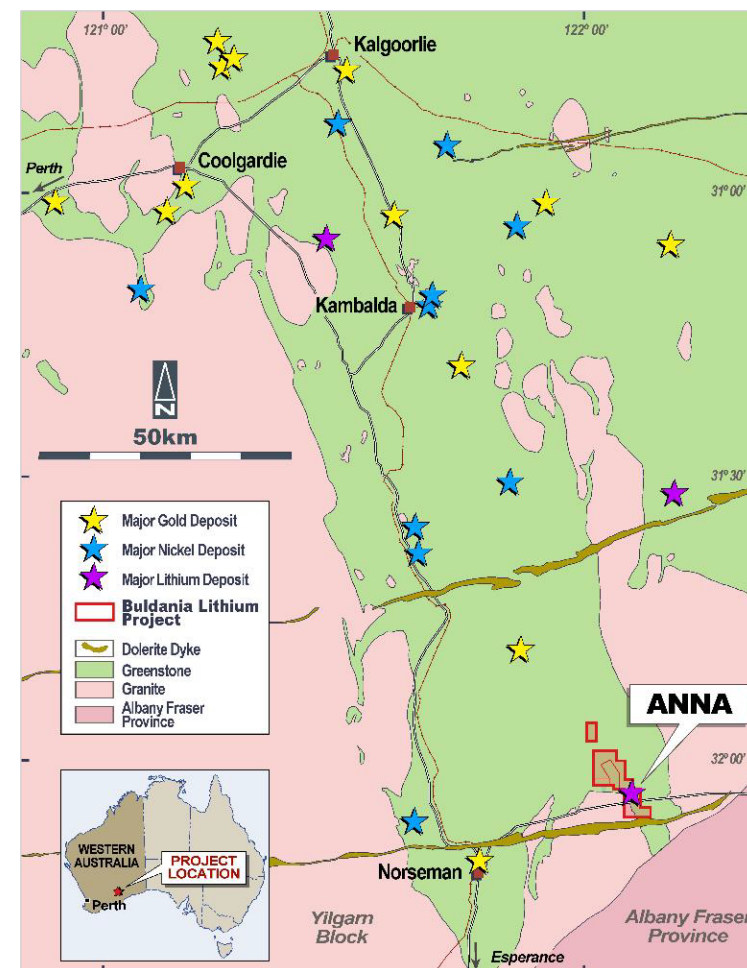 121° 00'
122° 00'
Kalgoorlie
Coolgardie
Perth
31° 00'
Kambalda
N
50km
31° 30'
Major Gold Deposit
Major Nickel Deposit
Major Lithium Deposit
Buldania Lithium
Project
Dolerite Dyke
Greenstone
Granite
Albany Fraser
Province
ANNA
32° 00'
WESTERN
AUSTRALIA
PROJECT
LOCATION
Perth
Norseman
Yilgarn
Block
Albany Fraser
Province
Esperance